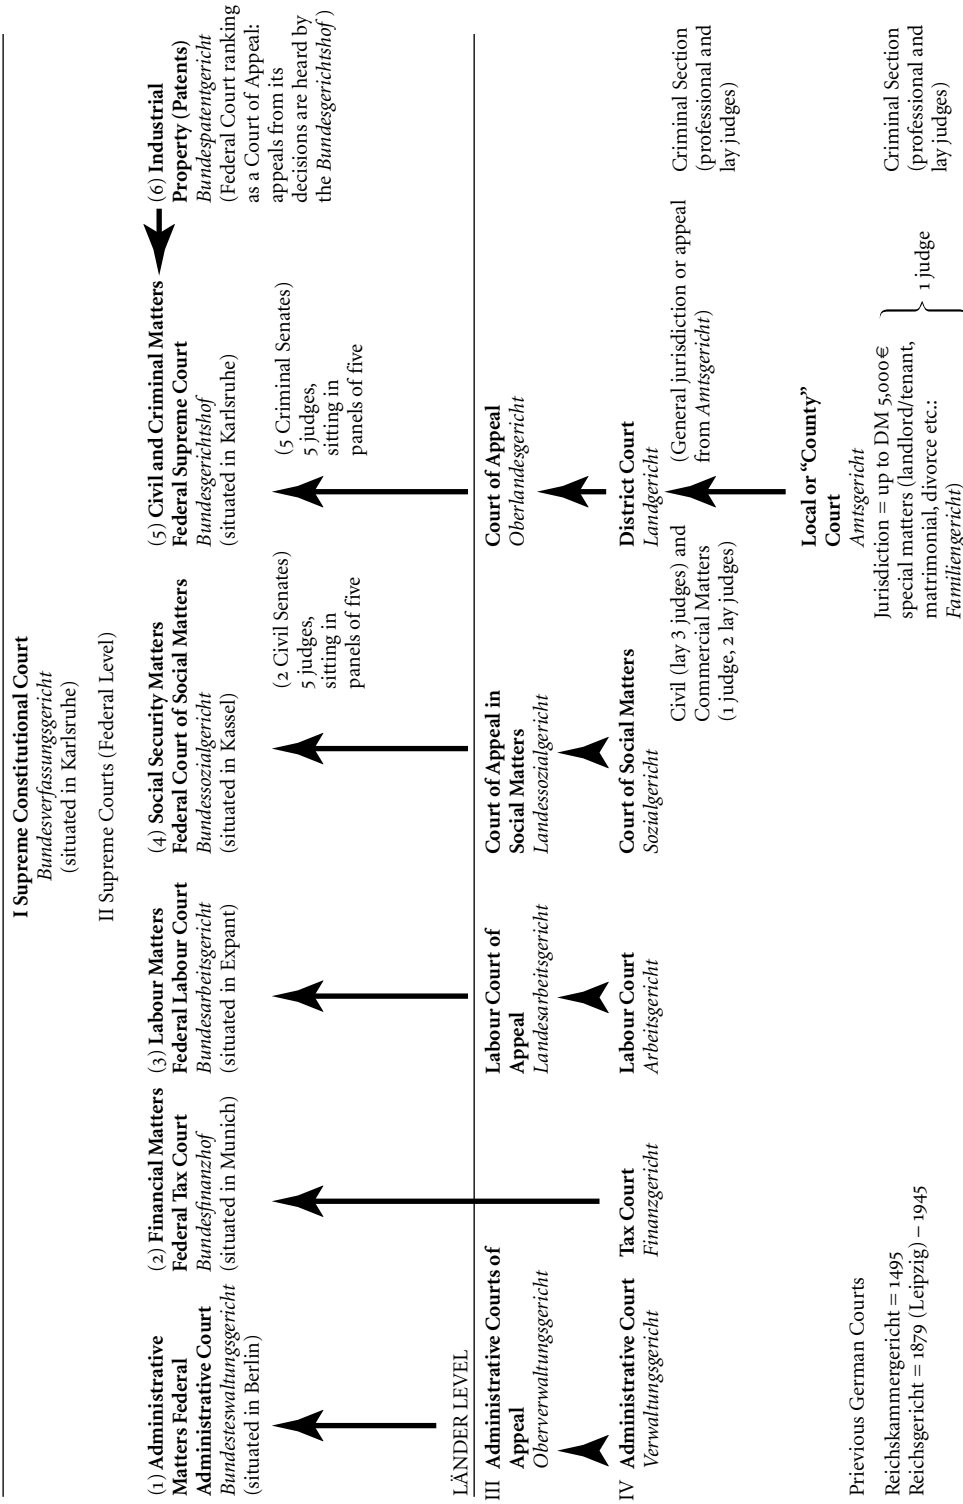 I Supreme Constitutional Court
Bundesverfassungsgericht
(situated in Karlsruhe)
II Supreme Courts (Federal Level)
(1) Administrative
Matters Federal
Administrative Court
Bundesteswaltungsgericht
(situated in Berlin)
(2) Financial Matters
Federal Tax Court
Bundesfinanzhof
(situated in Munich)
(3) Labour Matters
Federal Labour Court
Bundesarbeitsgericht
(situated in Expant)
(4) Social Security Matters
Federal Court of Social Matters
Bundessozialgericht
(situated in Kassel)
(5) Civil and Criminal Matters
Federal Supreme Court
Bundesgerichtshof
(situated in Karlsruhe)
(6) Industrial
Property (Patents)
Bundespatentgericht
(Federal Court ranking
as a Court of Appeal:
appeals from its
decisions are heard by
the Bundesgerichtshof)
(2 Civil Senates)
5 judges,
sitting in
panels of five
(5 Criminal Senates)
5 judges,
sitting in
panels of five
LÄNDER LEVEL
III Administrative Courts of
Appeal
Oberverwaltungsgericht
Labour Court of
Appeal
Landesarbeitsgericht
Court of Appeal in
Social Matters
Landessozialgericht
Court of Appeal
Oberlandesgericht
IV Administrative Court
Verwaltungsgericht
Tax Court
Finanzgericht
Labour Court
Arbeitsgericht
Court of Social Matters
Sozialgericht
District Court
Landgericht
Civil (lay 3 judges) and
Commercial Matters
(1 judge, 2 lay judges)
(General jurisdiction or appeal
from Amtsgericht)
Criminal Section
(professional and
lay judges)
Local or “County”
Court
Amtsgericht
Jurisdiction = up to DM 5,000€
special matters (landlord/tenant,
matrimonial, divorce etc.:
Familiengericht)
1 judge
Criminal Section
(professional and
lay judges)
Prievious German Courts
Reichskammergericht = 1495
Reichsgericht = 1879 (Leipzig) – 1945